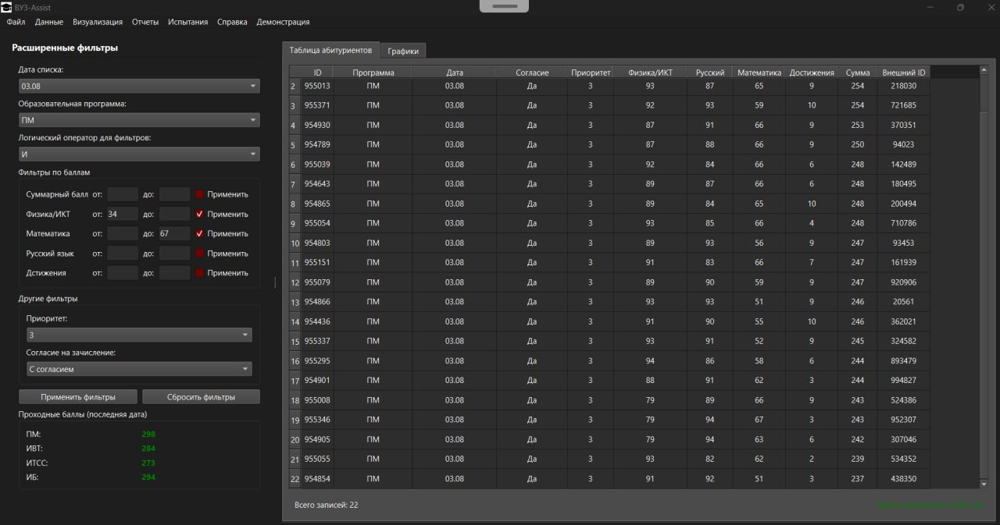 ВУЗ-Assist
Файл Данные Визуализация Отчеты Испытания Справка Демонстрация
Расширенные фильтры
Дата списка:
03.08
Образовательная программа:
ПМ
Логический оператор для фильтров:
И
Фильтры по баллам
Суммарный балл от: до: Применить
Физика/ИКТ от: 34 до: Применить
Математика от: до: 67 Применить
Русский язык от: до: Применить
Дстижения от: до: Применить
Другие фильтры
Приоритет:
3
Согласие на зачисление:
С согласием
Применить фильтры Сбросить фильтры
Проходные баллы (последняя дата)
ПМ: 298
ИВТ: 284
ИТСС: 273
ИБ: 294
Таблица абитуриентов Графики
ID Программа Дата Согласие Приоритет Физика/ИКТ Русский Математика Достижения Сумма Внешний ID
2 955013 ПМ 03.08 Да 3 93 87 65 9 254 218030
3 955371 ПМ 03.08 Да 3 92 93 59 10 254 721685
4 954930 ПМ 03.08 Да 3 87 91 66 9 253 370351
5 954789 ПМ 03.08 Да 3 87 88 66 9 250 94023
6 955039 ПМ 03.08 Да 3 92 84 66 6 248 142489
7 954643 ПМ 03.08 Да 3 89 87 66 6 248 180495
8 954865 ПМ 03.08 Да 3 89 84 65 10 248 200494
9 955054 ПМ 03.08 Да 3 93 85 66 4 248 710786
10 954803 ПМ 03.08 Да 3 89 93 56 9 247 93453
11 955151 ПМ 03.08 Да 3 91 83 66 7 247 161939
12 955079 ПМ 03.08 Да 3 89 90 59 9 247 920906
13 954866 ПМ 03.08 Да 3 93 93 51 9 246 20561
14 954436 ПМ 03.08 Да 3 91 90 55 10 246 362021
15 955337 ПМ 03.08 Да 3 93 91 52 9 245 324582
16 955295 ПМ 03.08 Да 3 94 86 58 6 244 893479
17 954901 ПМ 03.08 Да 3 88 91 62 3 244 994827
18 955008 ПМ 03.08 Да 3 79 89 66 9 243 524386
19 955346 ПМ 03.08 Да 3 79 94 67 3 243 952307
20 954905 ПМ 03.08 Да 3 79 94 63 6 242 307046
21 955055 ПМ 03.08 Да 3 93 82 62 2 239 534352
22 954854 ПМ 03.08 Да 3 91 92 51 3 237 438350
Всего записей: 22